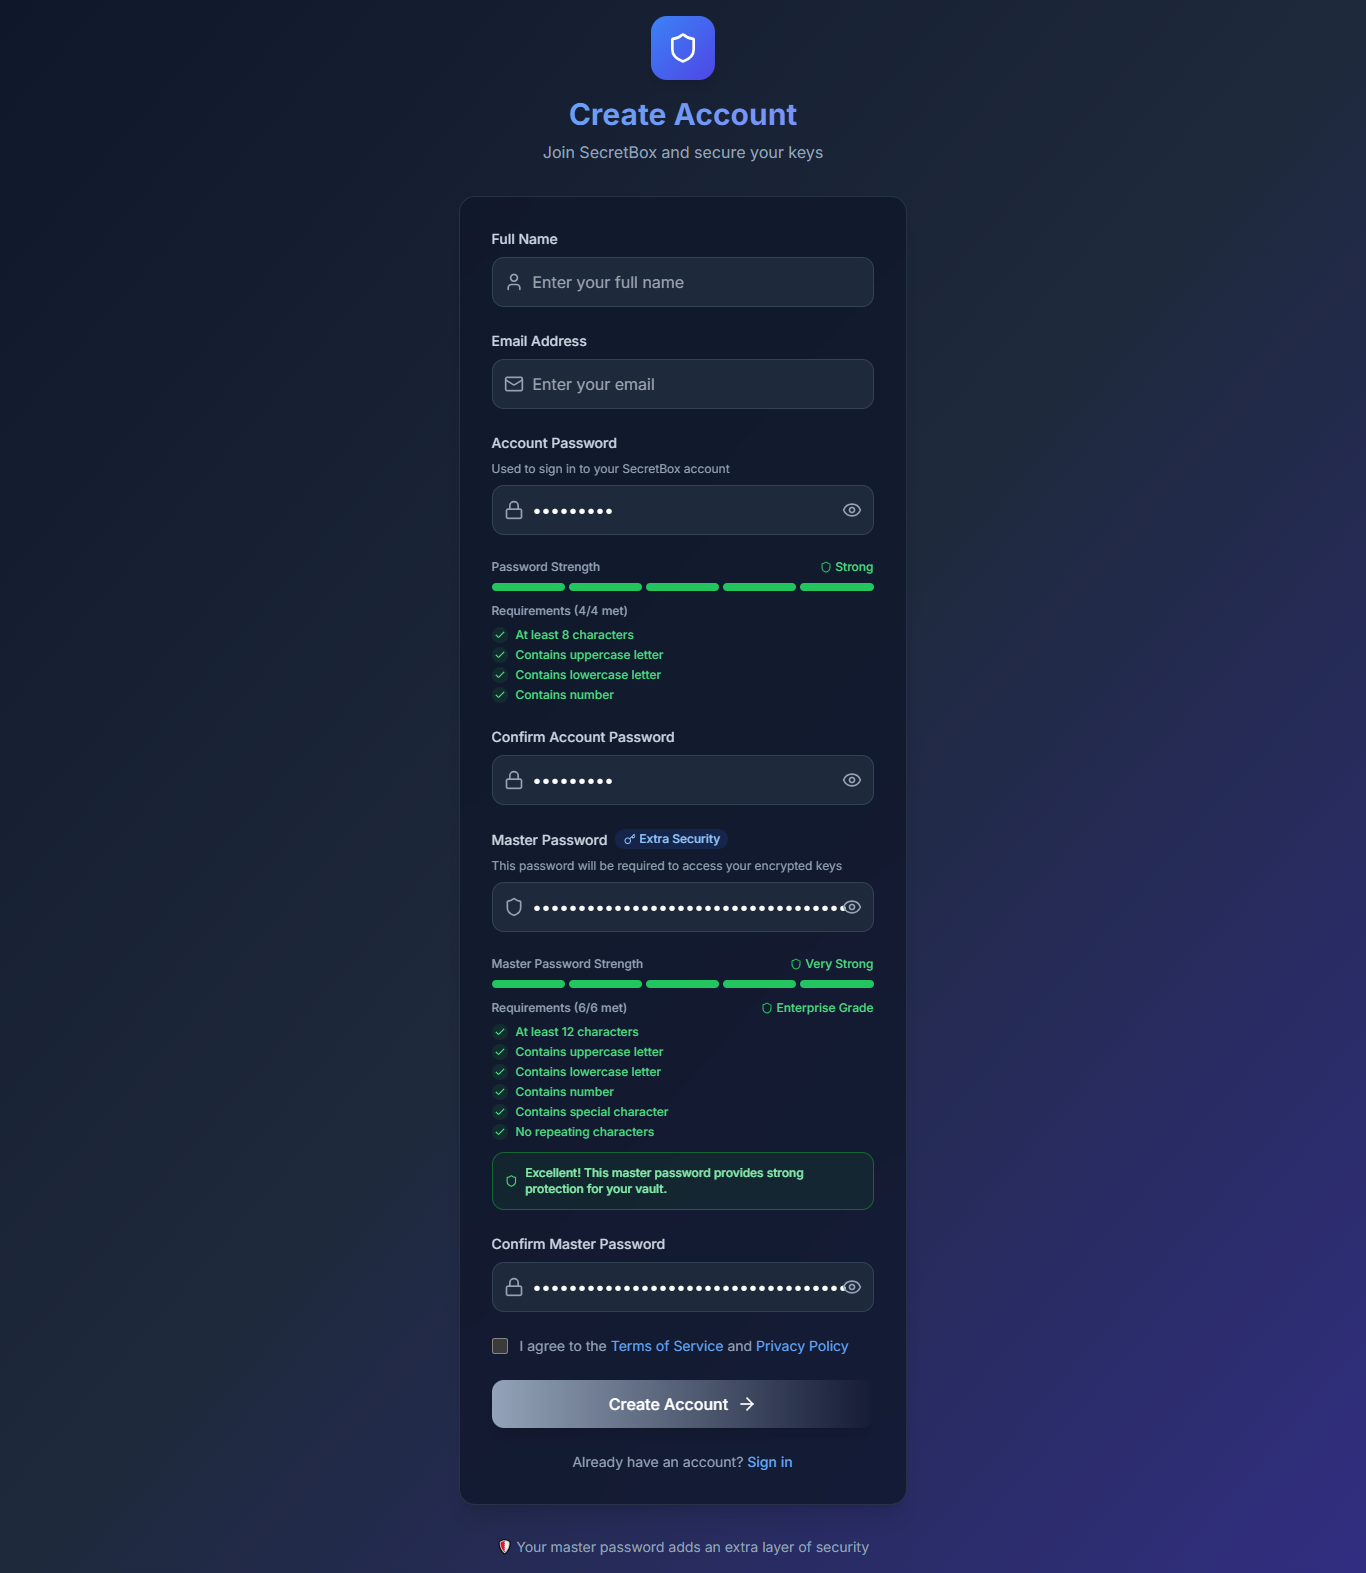 Create Account
Join SecretBox and secure your keys
Full Name
Enter your full name
Email Address
Enter your email
Account Password
Used to sign in to your SecretBox account
•••••••••
Password Strength
Strong
Requirements (4/4 met)
At least 8 characters
Contains uppercase letter
Contains lowercase letter
Contains number
Confirm Account Password
•••••••••
Master Password
Extra Security
This password will be required to access your encrypted keys
•••••••••••••••••••••••••••••••••••
Master Password Strength
Very Strong
Requirements (6/6 met)
Enterprise Grade
At least 12 characters
Contains uppercase letter
Contains lowercase letter
Contains number
Contains special character
No repeating characters
Excellent! This master password provides strong
protection for your vault.
Confirm Master Password
•••••••••••••••••••••••••••••••••••
I agree to the Terms of Service and Privacy Policy
Create Account →
Already have an account? Sign in
Your master password adds an extra layer of security